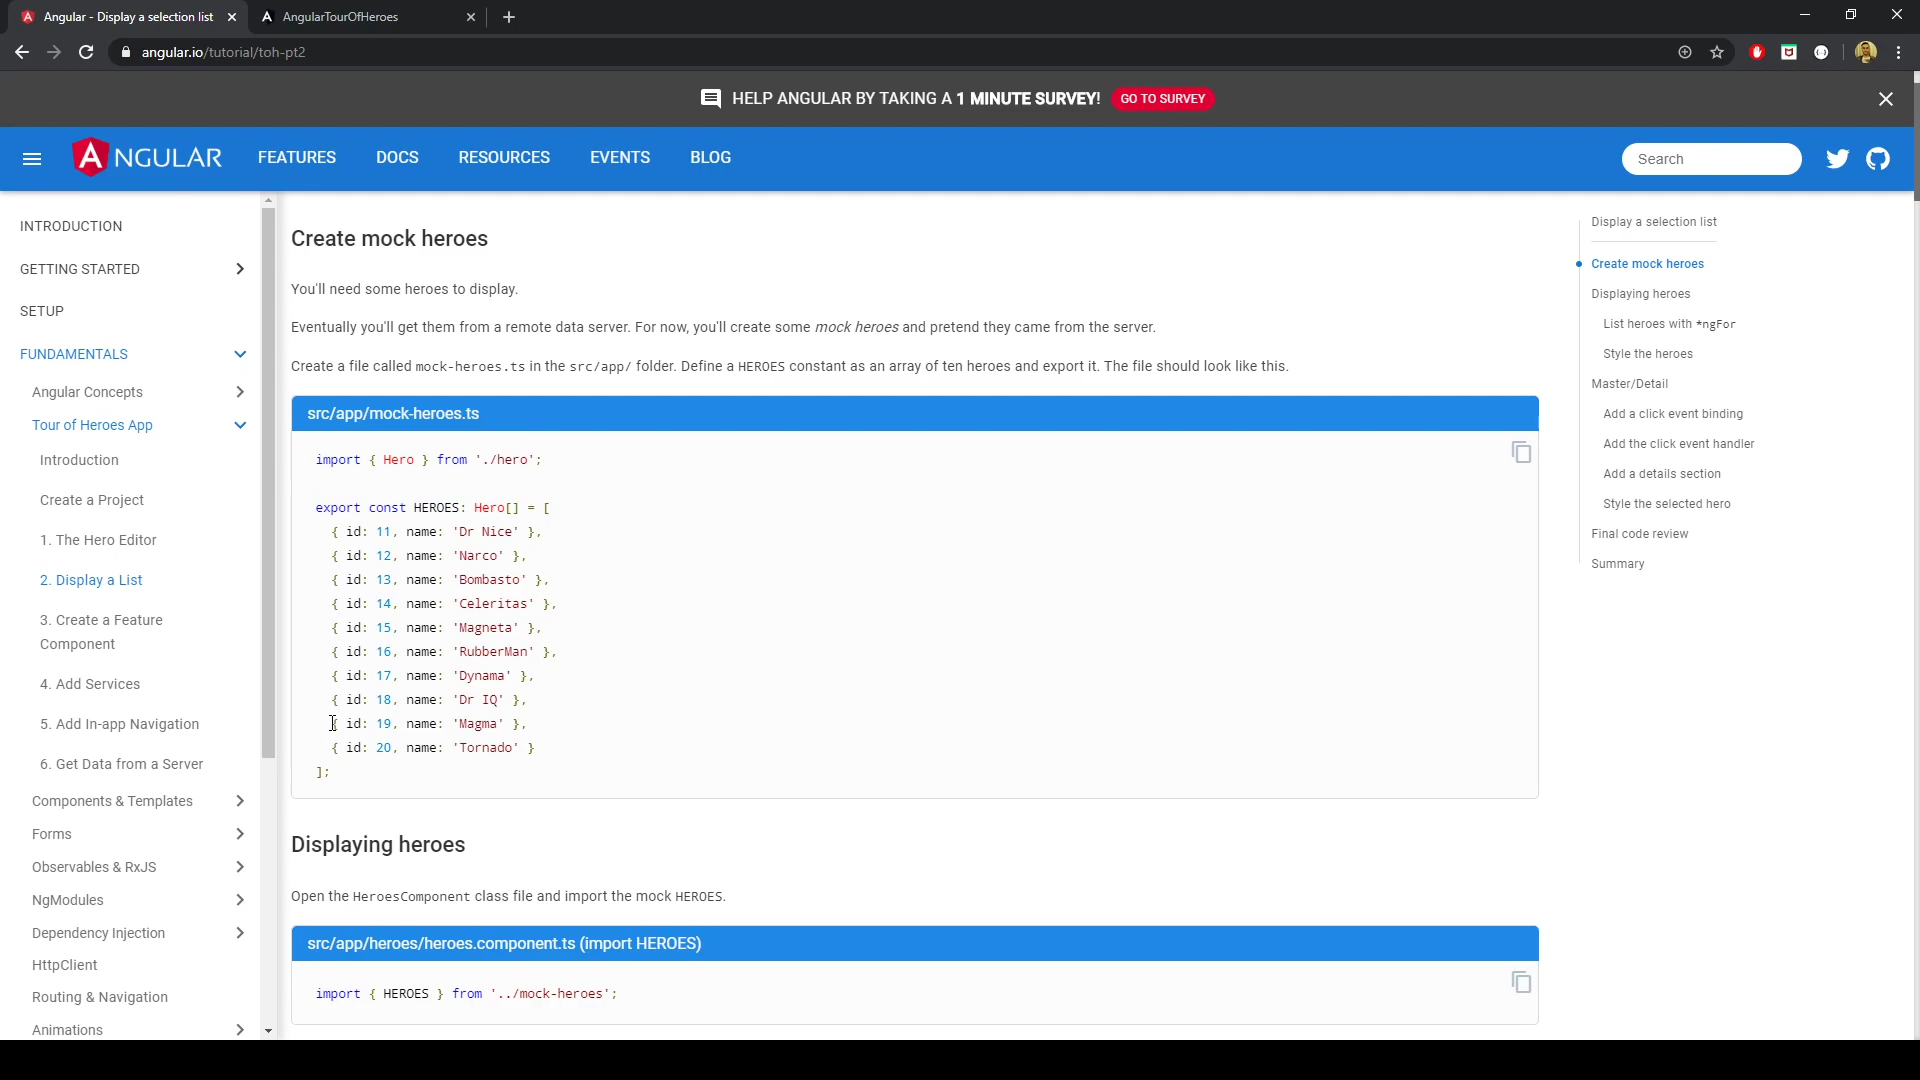 Angular - Display a selection list
AngularTourOfHeroes
angular.io/tutorial/toh-pt2
HELP ANGULAR BY TAKING A 1 MINUTE SURVEY! GO TO SURVEY
ANGULAR
FEATURES
DOCS
RESOURCES
EVENTS
BLOG
Search
INTRODUCTION
GETTING STARTED
SETUP
FUNDAMENTALS
Angular Concepts
Tour of Heroes App
Introduction
Create a Project
1. The Hero Editor
2. Display a List
3. Create a Feature
Component
4. Add Services
5. Add In-app Navigation
6. Get Data from a Server
Components & Templates
Forms
Observables & RxJS
NgModules
Dependency Injection
HttpClient
Routing & Navigation
Animations
Create mock heroes
You'll need some heroes to display.
Eventually you'll get them from a remote data server. For now, you'll create some mock heroes and pretend they came from the server.
Create a file called mock-heroes.ts in the src/app/ folder. Define a HEROES constant as an array of ten heroes and export it. The file should look like this.
src/app/mock-heroes.ts
import { Hero } from './hero';
export const HEROES: Hero[] = [
{ id: 11, name: 'Dr Nice' },
{ id: 12, name: 'Narco' },
{ id: 13, name: 'Bombasto' },
{ id: 14, name: 'Celeritas' },
{ id: 15, name: 'Magneta' },
{ id: 16, name: 'RubberMan' },
{ id: 17, name: 'Dynama' },
{ id: 18, name: 'Dr IQ' },
{ id: 19, name: 'Magma' },
{ id: 20, name: 'Tornado' }
];
Displaying heroes
Open the HeroesComponent class file and import the mock HEROES.
src/app/heroes/heroes.component.ts (import HEROES)
import { HEROES } from '../mock-heroes';
Display a selection list
Create mock heroes
Displaying heroes
List heroes with *ngFor
Style the heroes
Master/Detail
Add a click event binding
Add the click event handler
Add a details section
Style the selected hero
Final code review
Summary